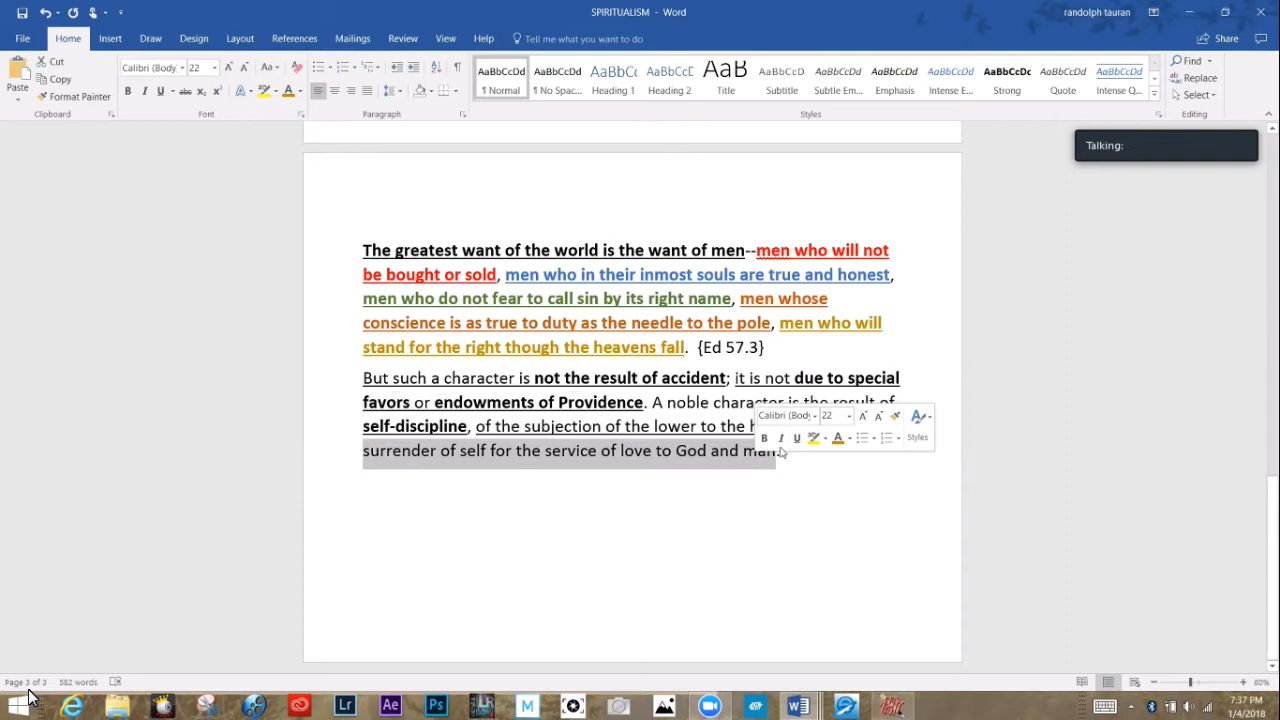 SPIRITUALISM - Word
randolph tauran
File Home Insert Draw Design Layout References Mailings Review View Help Tell me what you want to do Share
Paste
Cut
Copy
Format Painter
Clipboard
Calibri (Body 22
Font
Paragraph
AaBbCcDd AaBbCcDd AaBbC AaBbCcD AaB AaBbCcD AaBbCcDd AaBbCcDd AaBbCcDd AaBbCcDc AaBbCcDd AaBbCcDd
¶ Normal ¶ No Spac... Heading 1 Heading 2 Title Subtitle Subtle Em... Emphasis Intense E... Strong Quote Intense Q...
Styles
Find
Replace
Select
Editing
Talking:
The greatest want of the world is the want of men--men who will not
be bought or sold, men who in their inmost souls are true and honest,
men who do not fear to call sin by its right name, men whose
conscience is as true to duty as the needle to the pole, men who will
stand for the right though the heavens fall. {Ed 57.3}
But such a character is not the result of accident; it is not due to special
favors or endowments of Providence. A noble character is the result of
self-discipline, of the subjection of the lower to the h
surrender of self for the service of love to God and man.
Calibri (Body 22
Styles
Page 3 of 3 582 words
80%
Lr Ae Ps M
7:37 PM
1/4/2018